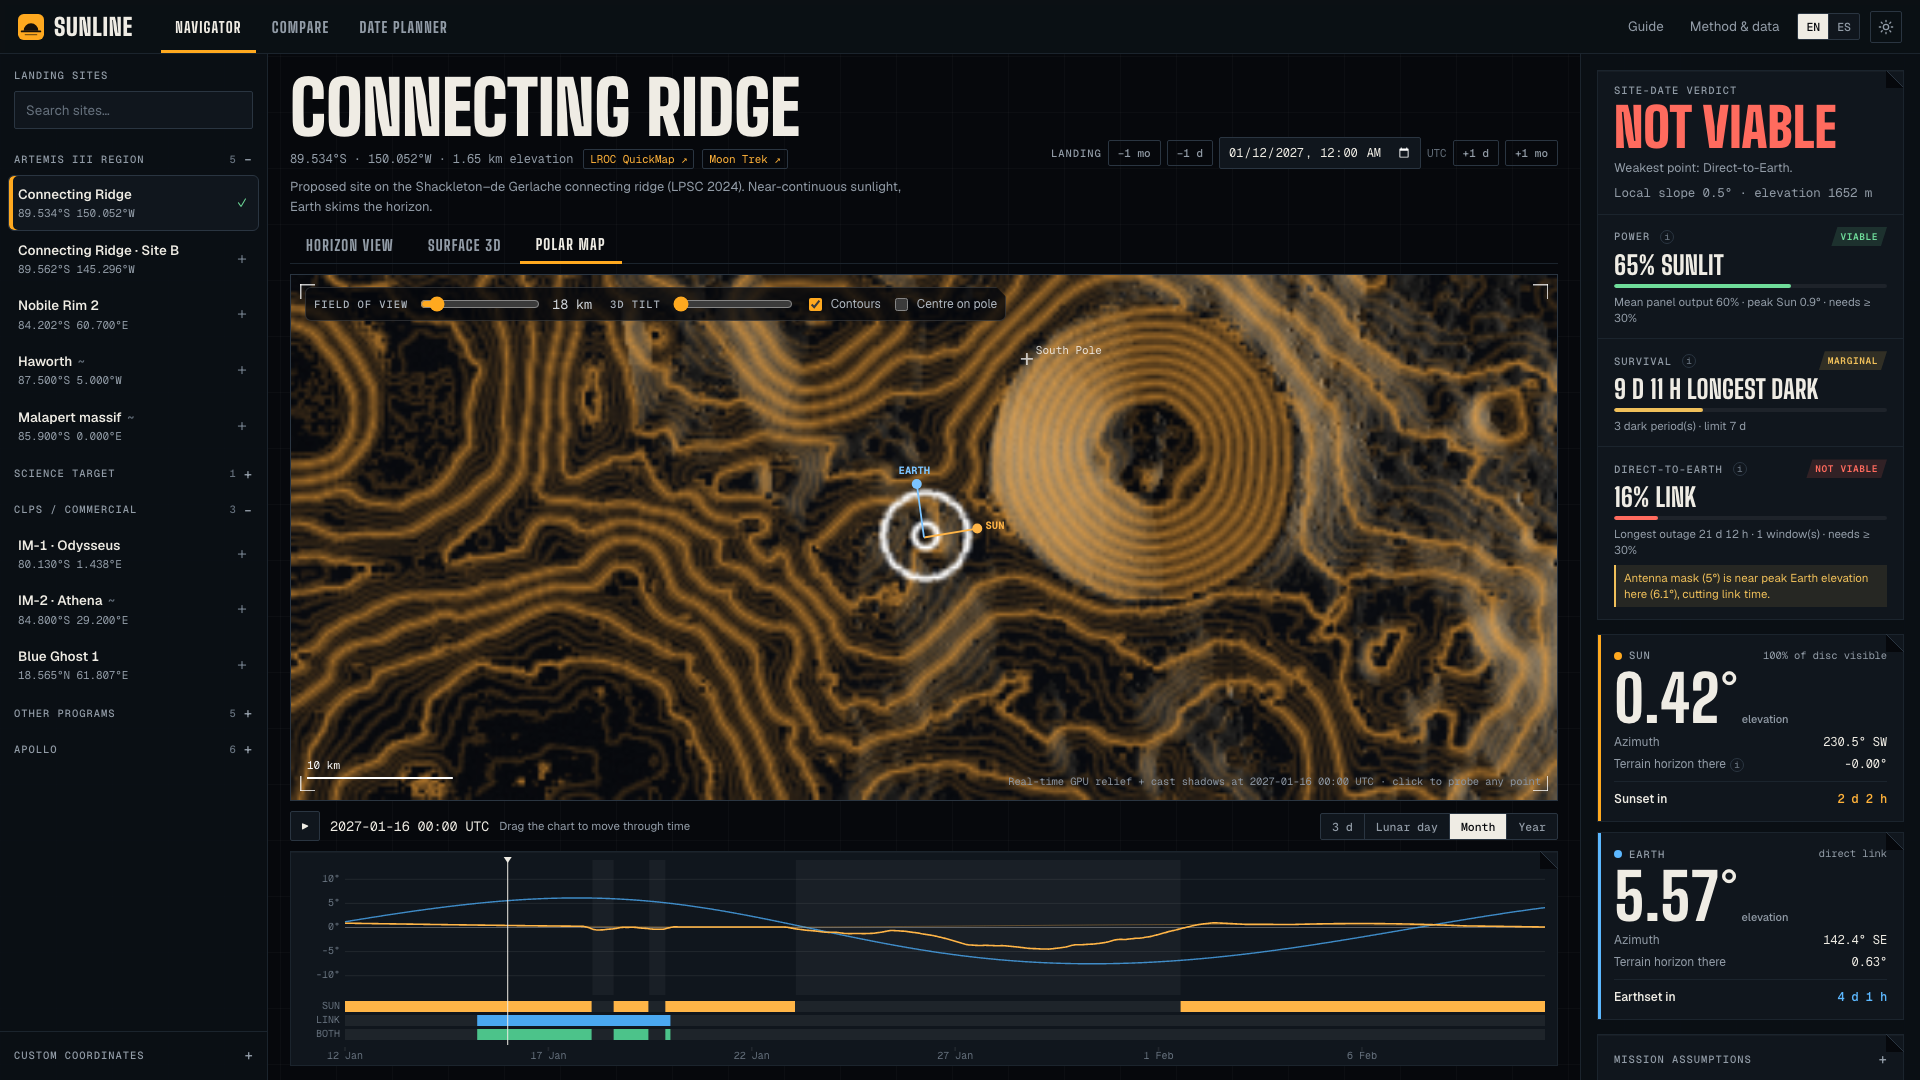 SUNLINE
NAVIGATOR
COMPARE
DATE PLANNER
Guide
Method & data
EN
ES
LANDING SITES
Search sites…
ARTEMIS III REGION 5 −
Connecting Ridge
89.534°S 150.052°W ✓
Connecting Ridge · Site B
89.562°S 145.296°W +
Nobile Rim 2
84.202°S 60.700°E +
Haworth ~
87.500°S 5.000°W +
Malapert massif ~
85.900°S 0.000°E +
SCIENCE TARGET 1 +
CLPS / COMMERCIAL 3 −
IM-1 · Odysseus
80.130°S 1.438°E +
IM-2 · Athena ~
84.800°S 29.200°E +
Blue Ghost 1
18.565°N 61.807°E +
OTHER PROGRAMS 5 +
APOLLO 6 +
CUSTOM COORDINATES +
CONNECTING RIDGE
89.534°S · 150.052°W · 1.65 km elevation LROC QuickMap ↗ Moon Trek ↗
Proposed site on the Shackleton–de Gerlache connecting ridge (LPSC 2024). Near-continuous sunlight,
Earth skims the horizon.
LANDING −1 mo −1 d 01/12/2027, 12:00 AM UTC +1 d +1 mo
HORIZON VIEW
SURFACE 3D
POLAR MAP
FIELD OF VIEW 18 km 3D TILT Contours Centre on pole
South Pole
EARTH
SUN
10 km
Real-time GPU relief + cast shadows at 2027-01-16 00:00 UTC · click to probe any point
2027-01-16 00:00 UTC Drag the chart to move through time
3 d Lunar day Month Year
10°
5°
0°
-5°
-10°
SUN
LINK
BOTH
12 Jan 17 Jan 22 Jan 27 Jan 1 Feb 6 Feb
SITE-DATE VERDICT
NOT VIABLE
Weakest point: Direct-to-Earth.
Local slope 0.5° · elevation 1652 m
POWER i VIABLE
65% SUNLIT
Mean panel output 60% · peak Sun 0.9° · needs ≥
30%
SURVIVAL i MARGINAL
9 D 11 H LONGEST DARK
3 dark period(s) · limit 7 d
DIRECT-TO-EARTH i NOT VIABLE
16% LINK
Longest outage 21 d 12 h · 1 window(s) · needs ≥
30%
Antenna mask (5°) is near peak Earth elevation
here (6.1°), cutting link time.
SUN 100% of disc visible
0.42° elevation
Azimuth 230.5° SW
Terrain horizon there i -0.00°
Sunset in 2 d 2 h
EARTH direct link
5.57° elevation
Azimuth 142.4° SE
Terrain horizon there 0.63°
Earthset in 4 d 1 h
MISSION ASSUMPTIONS +